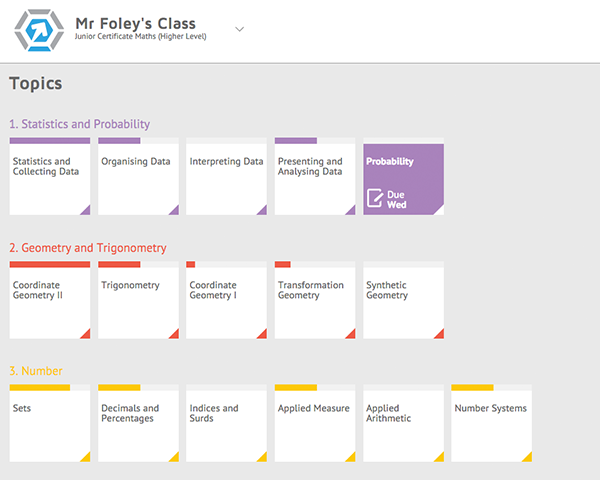 Mr Foley's Class
Junior Certificate Maths (Higher Level)
Topics
1. Statistics and Probability
Statistics and
Collecting Data
Organising Data
Interpreting Data
Presenting and
Analysing Data
Probability
Due
Wed
2. Geometry and Trigonometry
Coordinate
Geometry II
Trigonometry
Coordinate
Geometry I
Transformation
Geometry
Synthetic
Geometry
3. Number
Sets
Decimals and
Percentages
Indices and
Surds
Applied Measure
Applied
Arithmetic
Number Systems